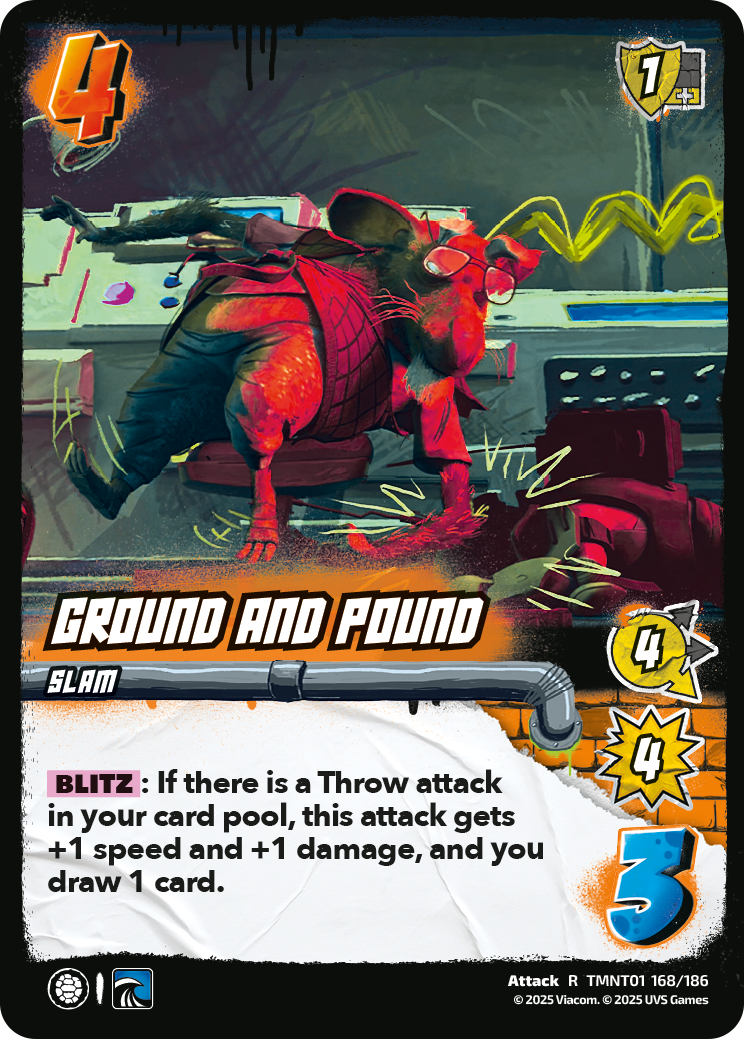 4
1
GROUND AND POUND
SLAM
4
4
3
BLITZ : If there is a Throw attack
in your card pool, this attack gets
+1 speed and +1 damage, and you
draw 1 card.
Attack R TMNT01 168/186
© 2025 Viacom. © 2025 UVS Games